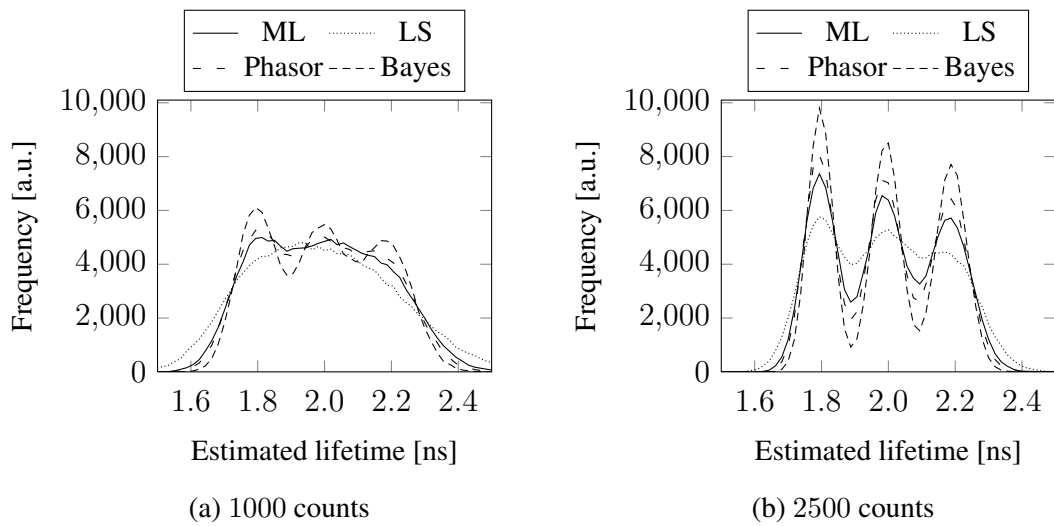 ML LS
Phasor Bayes
10,000
8,000
6,000
4,000
2,000
0
Frequency [a.u.]
1.6 1.8 2.0 2.2 2.4
Estimated lifetime [ns]
(a) 1000 counts
ML LS
Phasor Bayes
10,000
8,000
6,000
4,000
2,000
0
Frequency [a.u.]
1.6 1.8 2.0 2.2 2.4
Estimated lifetime [ns]
(b) 2500 counts